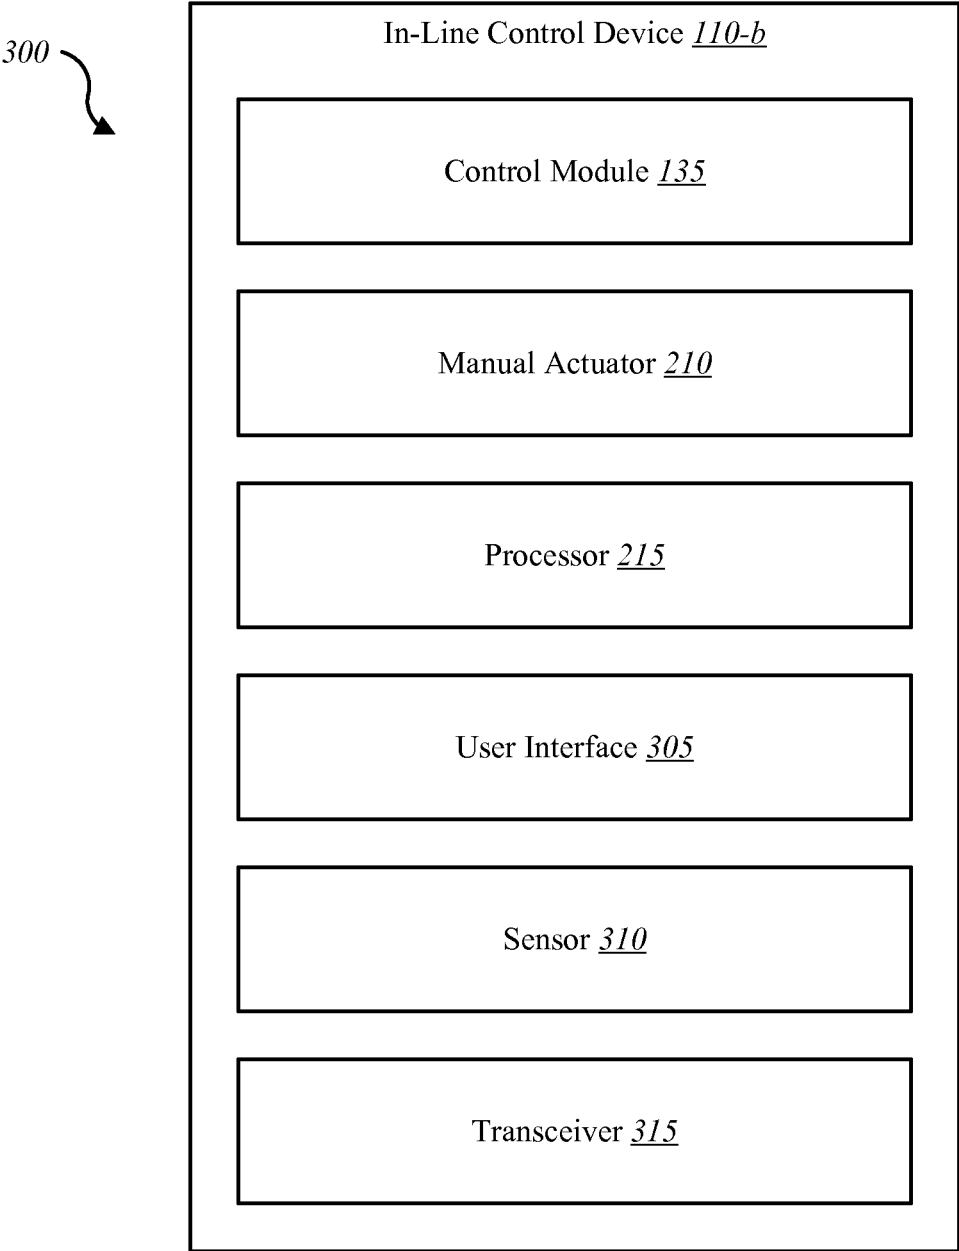 In-Line Control Device 110-b
300
Control Module 135
Manual Actuator 210
Processor 215
User Interface 305
Sensor 310
Transceiver 315